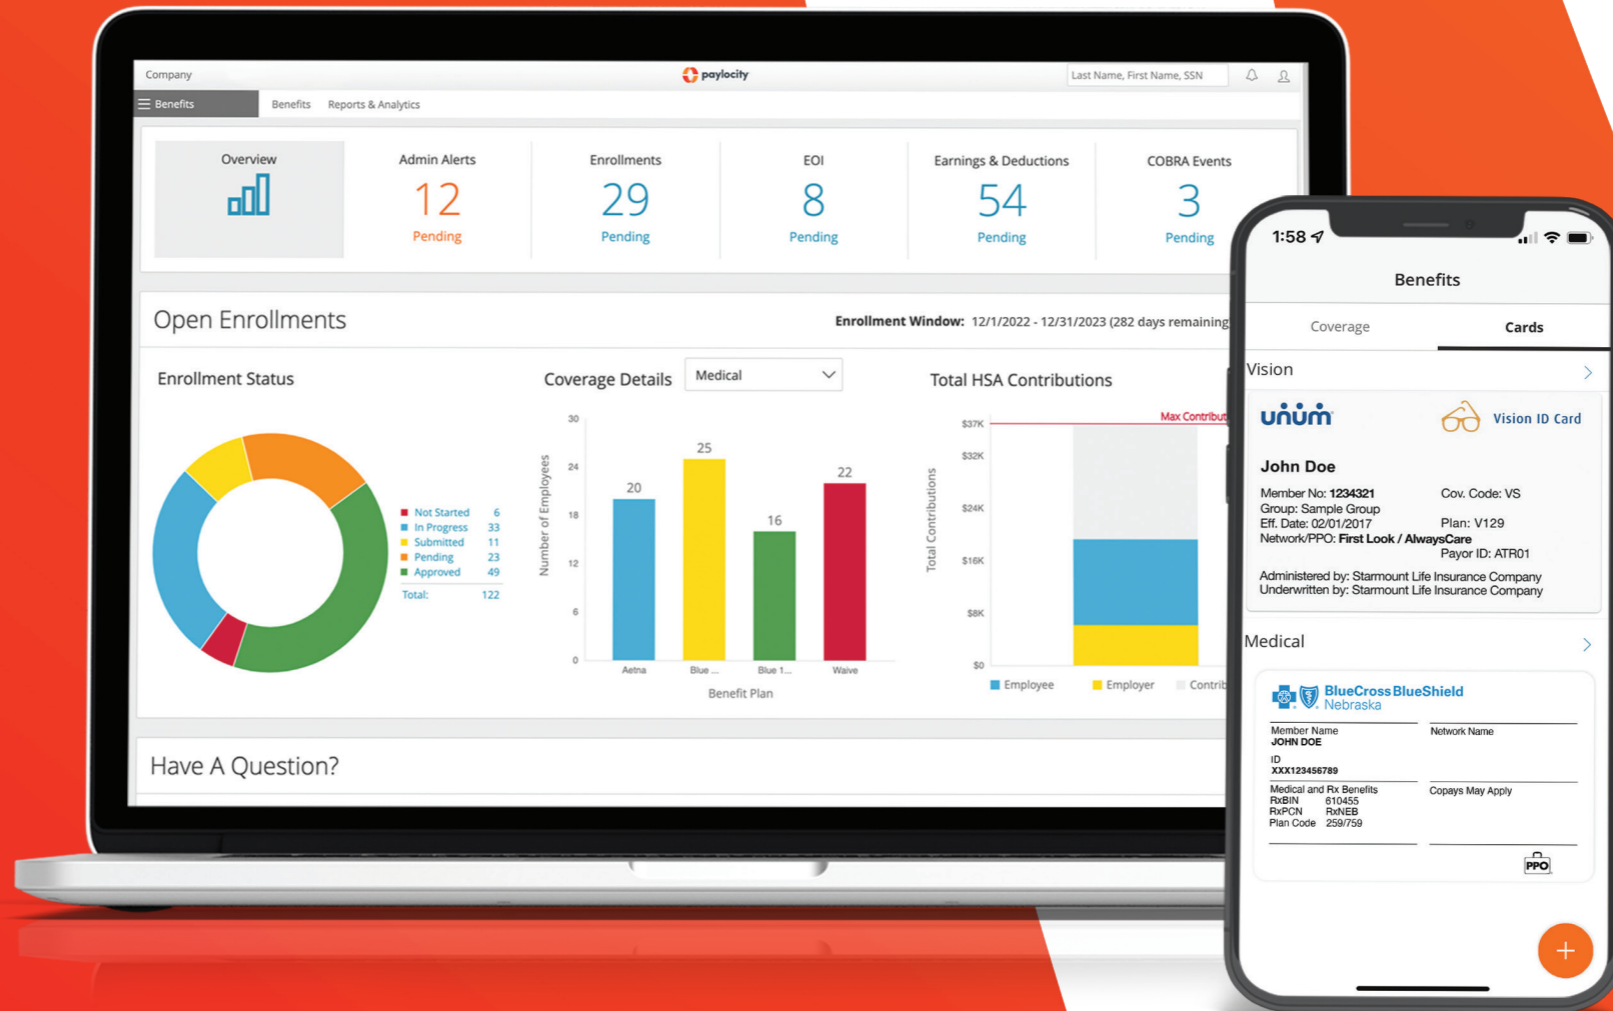 Company
paylocity
Last Name, First Name, SSN
Benefits
Benefits
Reports & Analytics
Overview
Admin Alerts
12
Pending
Enrollments
29
Pending
EOI
8
Pending
Earnings & Deductions
54
Pending
COBRA Events
3
Pending
Open Enrollments
Enrollment Window: 12/1/2022 - 12/31/2023 (282 days remaining
Enrollment Status
Not Started 6
In Progress 33
Submitted 11
Pending 23
Approved 49
Total: 122
Coverage Details
Medical
Number of Employees
30
24
18
12
6
0
20
25
16
22
Aetna
Blue ...
Blue 1...
Waive
Benefit Plan
Total HSA Contributions
Max Contribut
Total Contributions
$37K
$32K
$24K
$16K
$8K
$0
Employee
Employer
Contrib
Have A Question?
1:58
Benefits
Coverage
Cards
Vision
unum
Vision ID Card
John Doe
Member No: 1234321
Cov. Code: VS
Group: Sample Group
Eff. Date: 02/01/2017
Plan: V129
Network/PPO: First Look / AlwaysCare
Payor ID: ATR01
Administered by: Starmount Life Insurance Company
Underwritten by: Starmount Life Insurance Company
Medical
BlueCross BlueShield
Nebraska
Member Name
JOHN DOE
Network Name
ID
XXX123456789
Medical and Rx Benefits
RxBIN 610455
RxPCN RxNEB
Plan Code 259/759
Copays May Apply
PPO